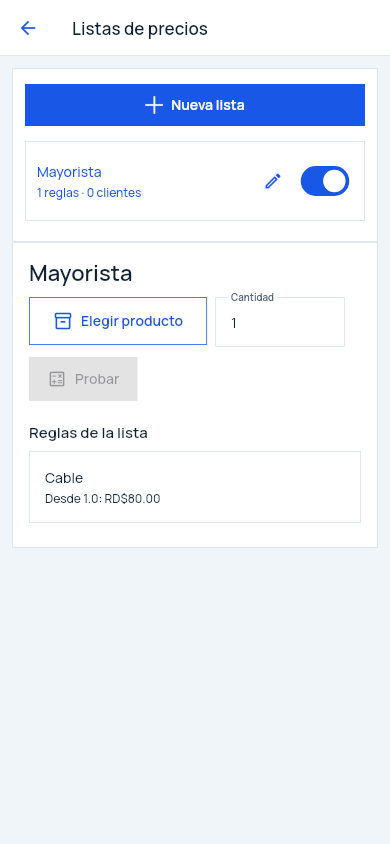 Listas de precios
Nueva lista
Mayorista
1 reglas · 0 clientes
Mayorista
Elegir producto
Cantidad
1
Probar
Reglas de la lista
Cable
Desde 1.0: RD$80.00